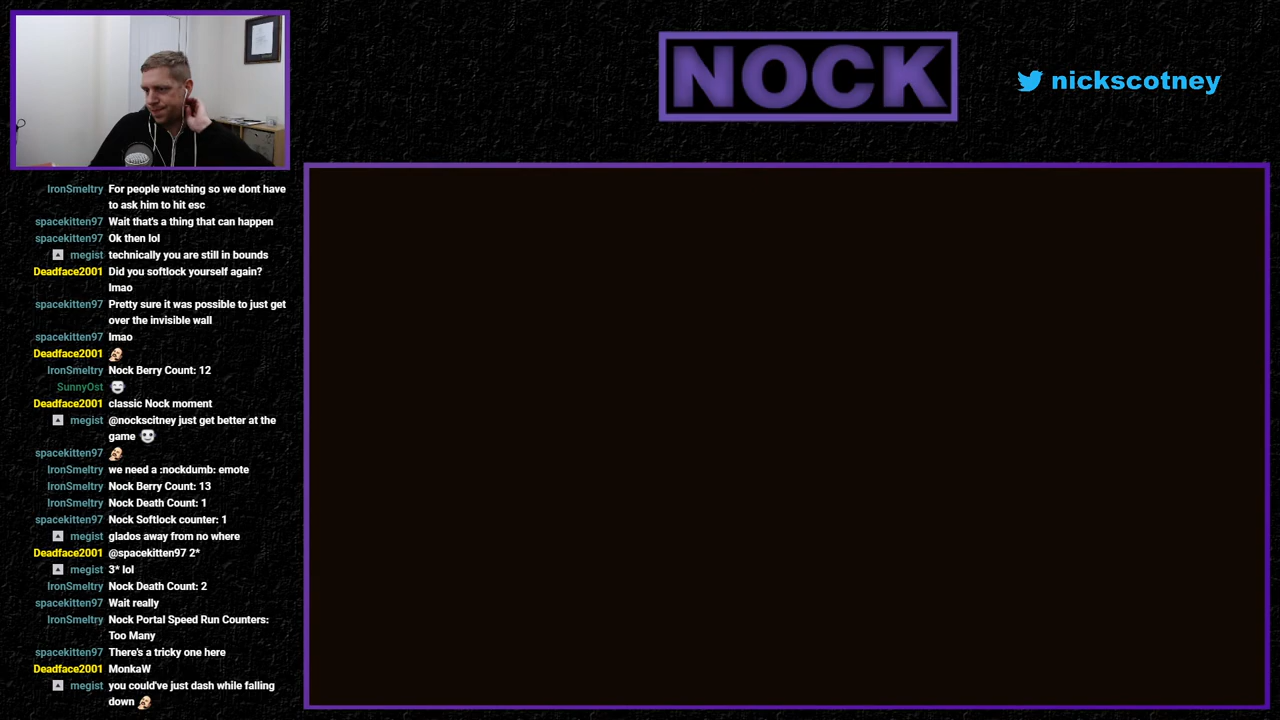 NOCK
nickscotney
IronSmeltry For people watching so we dont have
to ask him to hit esc
spacekitten97 Wait that's a thing that can happen
spacekitten97 Ok then lol
megist technically you are still in bounds
Deadface2001 Did you softlock yourself again?
lmao
spacekitten97 Pretty sure it was possible to just get
over the invisible wall
spacekitten97 lmao
Deadface2001
IronSmeltry Nock Berry Count: 12
SunnyOst
Deadface2001 classic Nock moment
megist @nockscitney just get better at the
game
spacekitten97
IronSmeltry we need a :nockdumb: emote
IronSmeltry Nock Berry Count: 13
IronSmeltry Nock Death Count: 1
spacekitten97 Nock Softlock counter: 1
megist glados away from no where
Deadface2001 @spacekitten97 2*
megist 3* lol
IronSmeltry Nock Death Count: 2
spacekitten97 Wait really
IronSmeltry Nock Portal Speed Run Counters:
Too Many
spacekitten97 There's a tricky one here
Deadface2001 MonkaW
megist you could've just dash while falling
down